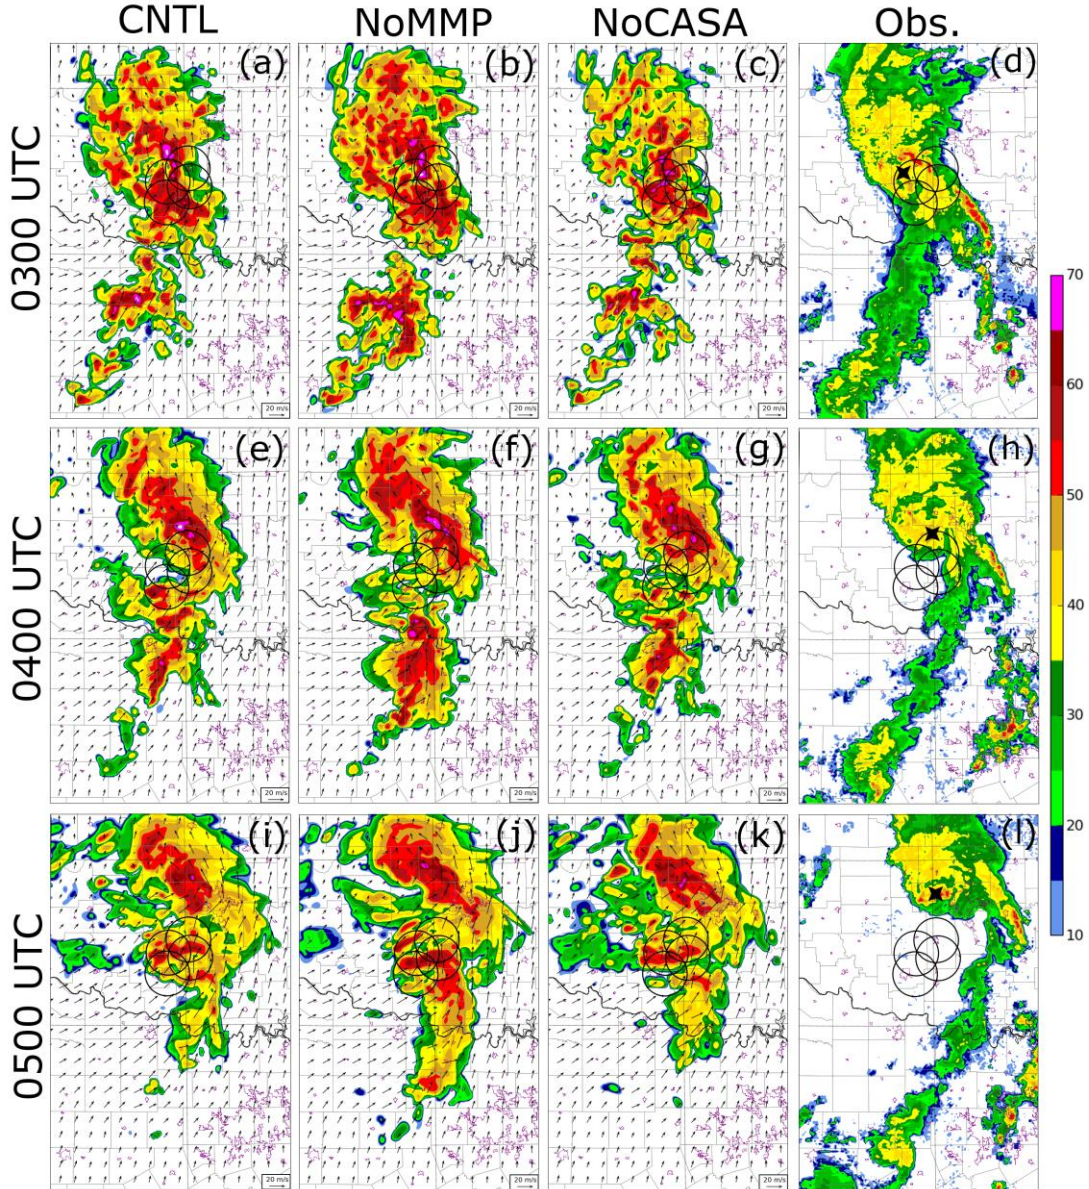 CNTL NoMMP NoCASA Obs.
0300 UTC
(a) (b) (c) (d)
20 m/s 20 m/s 20 m/s
0400 UTC
(e) (f) (g) (h)
20 m/s 20 m/s 20 m/s
0500 UTC
(i) (j) (k) (l)
20 m/s 20 m/s 20 m/s
70
60
50
40
30
20
10